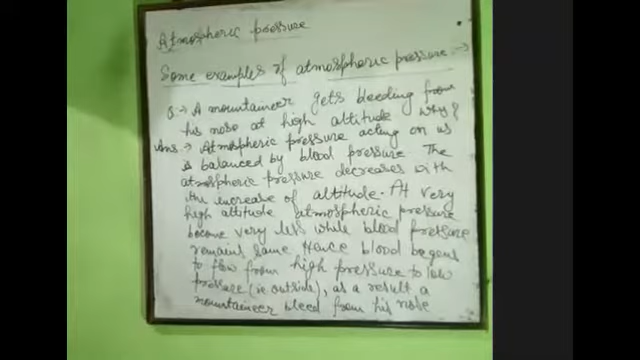 Atmospheric pressure
Some examples of atmospheric pressure. →
Q. → A mountaineer gets bleeding from
his nose at high altitude why?
Ans. → Atmospheric pressure acting on us
is balanced by blood pressure. The
atmospheric pressure decreases with
the increase of altitude. At very
high altitude atmospheric pressure
become very less while blood pressure
remains same. Hence blood begens
to flow from high pressure to low
pressure (ie outside), as a result a
mountaineer bleed from his nose